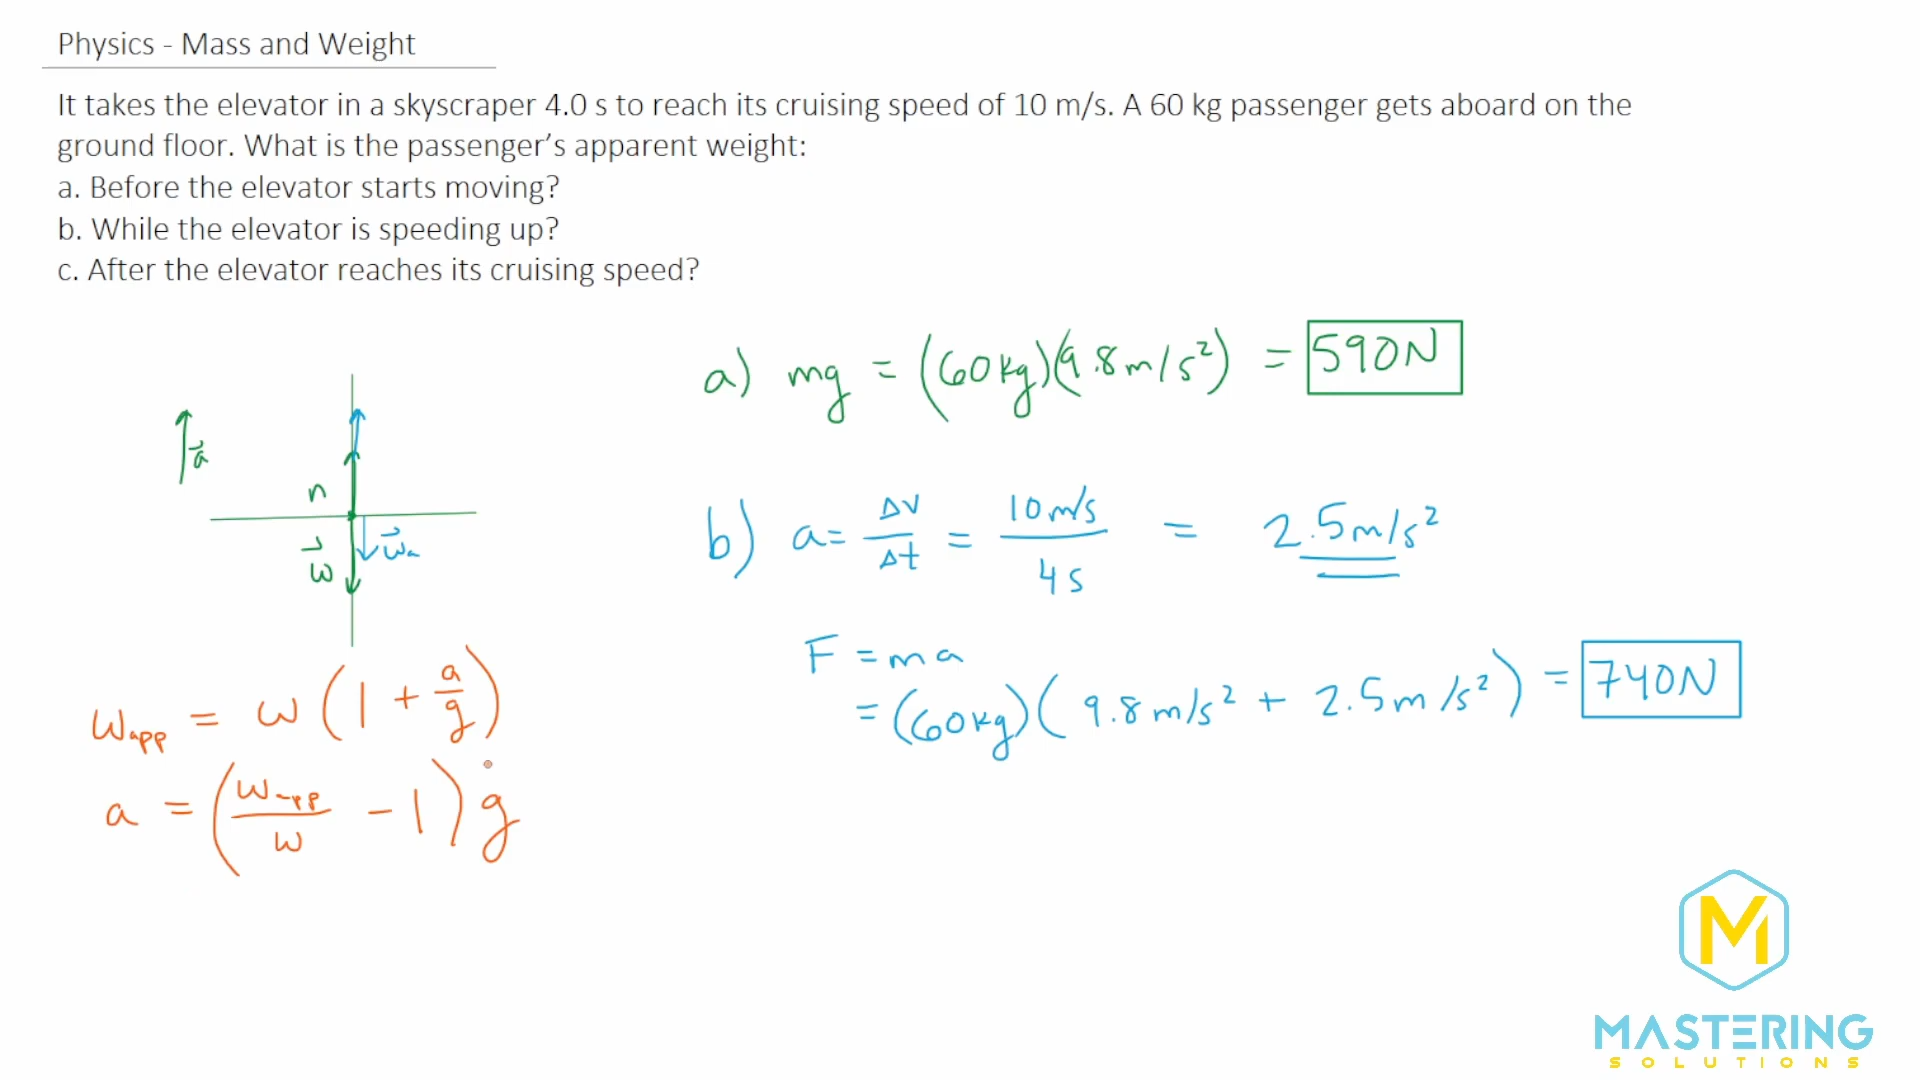 Physics - Mass and Weight
It takes the elevator in a skyscraper 4.0 s to reach its cruising speed of 10 m/s. A 60 kg passenger gets aboard on the
ground floor. What is the passenger’s apparent weight:
a. Before the elevator starts moving?
b. While the elevator is speeding up?
c. After the elevator reaches its cruising speed?
a) mg = (60kg)(9.8m/s²) = 590N
a⃗
n
w⃗
w⃗a
b) a = Δv/Δt = 10m/s / 4s = 2.5m/s²
F = ma
= (60kg)(9.8m/s² + 2.5m/s²) = 740N
wapp = w(1 + a/g)
a = (wapp/w - 1)g
M
MASTERING
SOLUTIONS